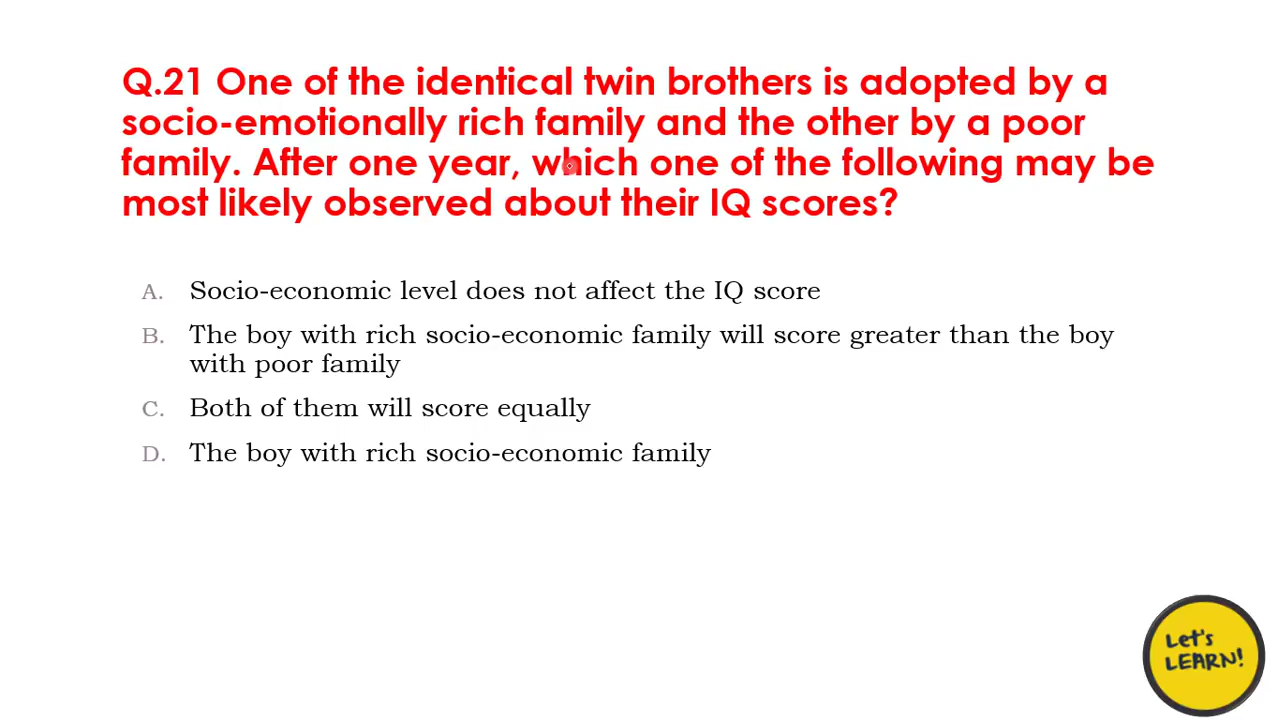 Q.21 One of the identical twin brothers is adopted by a
socio-emotionally rich family and the other by a poor
family. After one year, which one of the following may be
most likely observed about their IQ scores?
A. Socio-economic level does not affect the IQ score
B. The boy with rich socio-economic family will score greater than the boy
with poor family
C. Both of them will score equally
D. The boy with rich socio-economic family
Let's
LEARN!